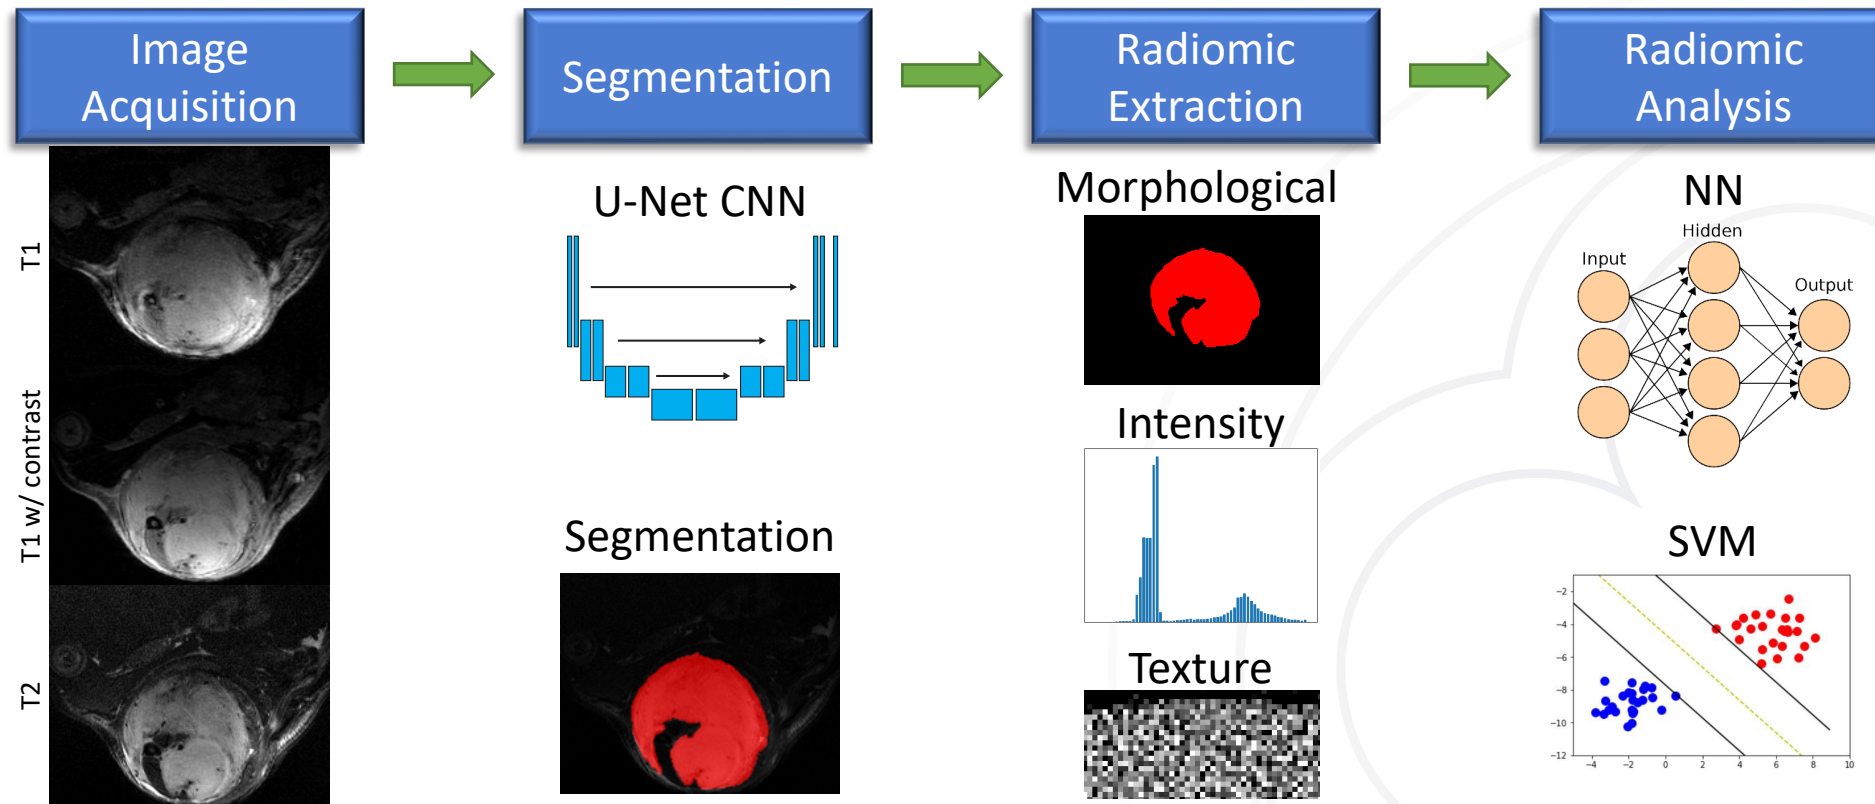 Image
Acquisition
Segmentation
Radiomic
Extraction
Radiomic
Analysis
T1
T1 w/ contrast
T2
U-Net CNN
Segmentation
Morphological
Intensity
Texture
NN
Hidden
Input
Output
SVM
−2
−4
−6
−8
−10
−12
−4 −2 0 2 4 6 8 10